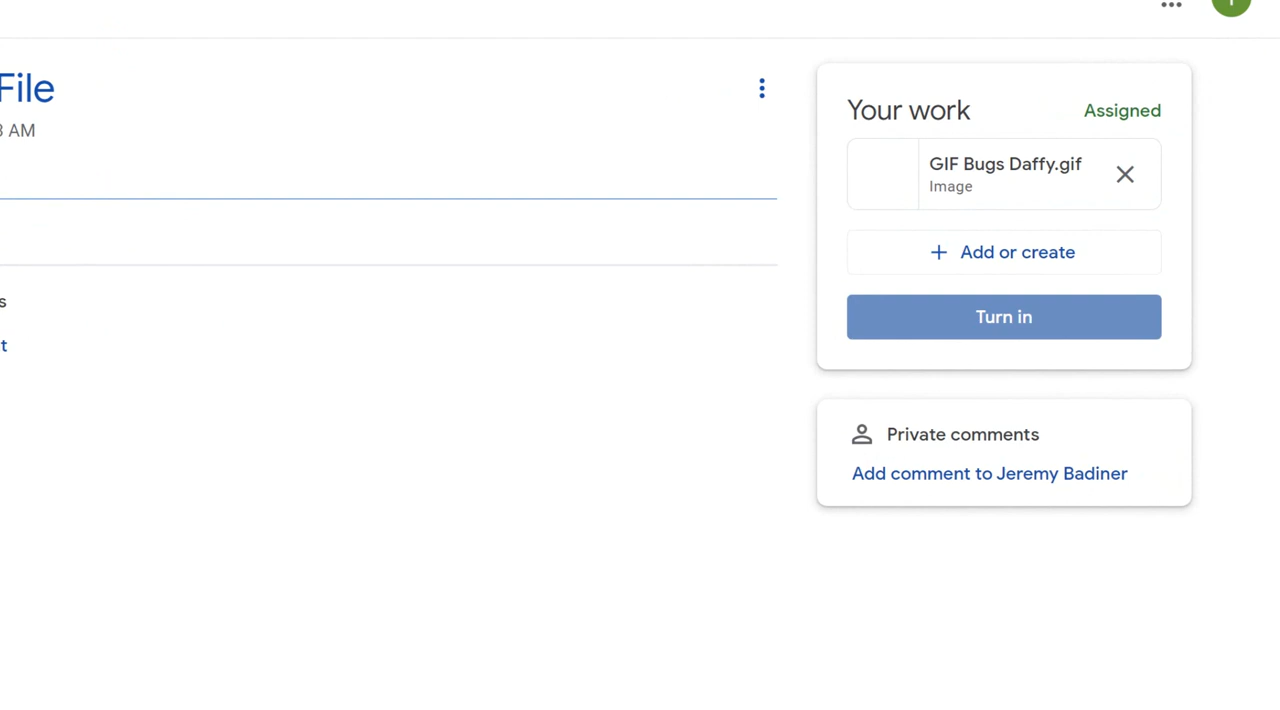 File
AM
Your work
Assigned
GIF Bugs Daffy.gif
Image
+ Add or create
Turn in
Private comments
Add comment to Jeremy Badiner